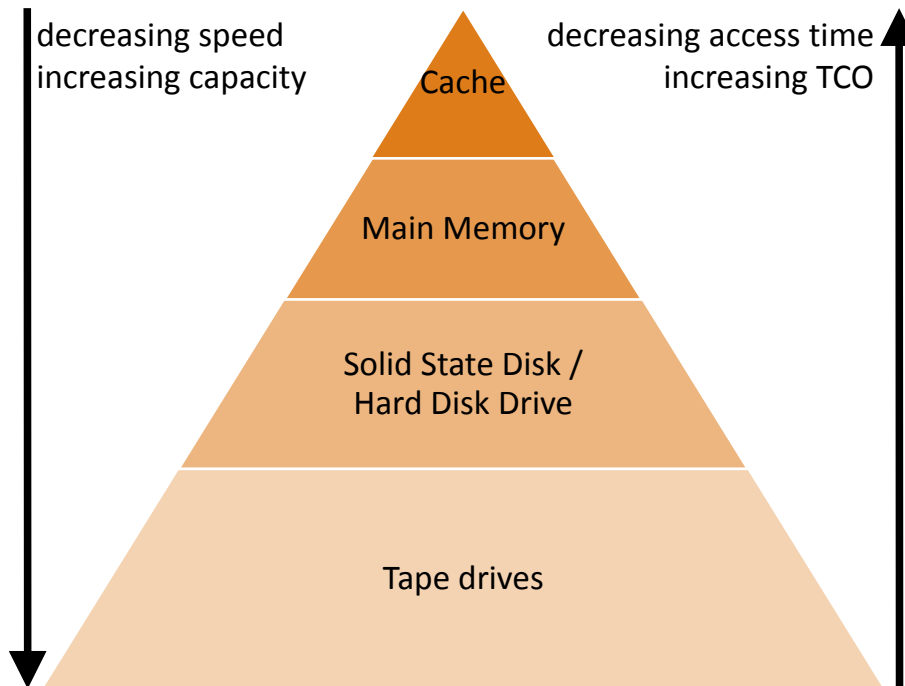 decreasing speed
increasing capacity
decreasing access time
increasing TCO
Cache
Main Memory
Solid State Disk /
Hard Disk Drive
Tape drives